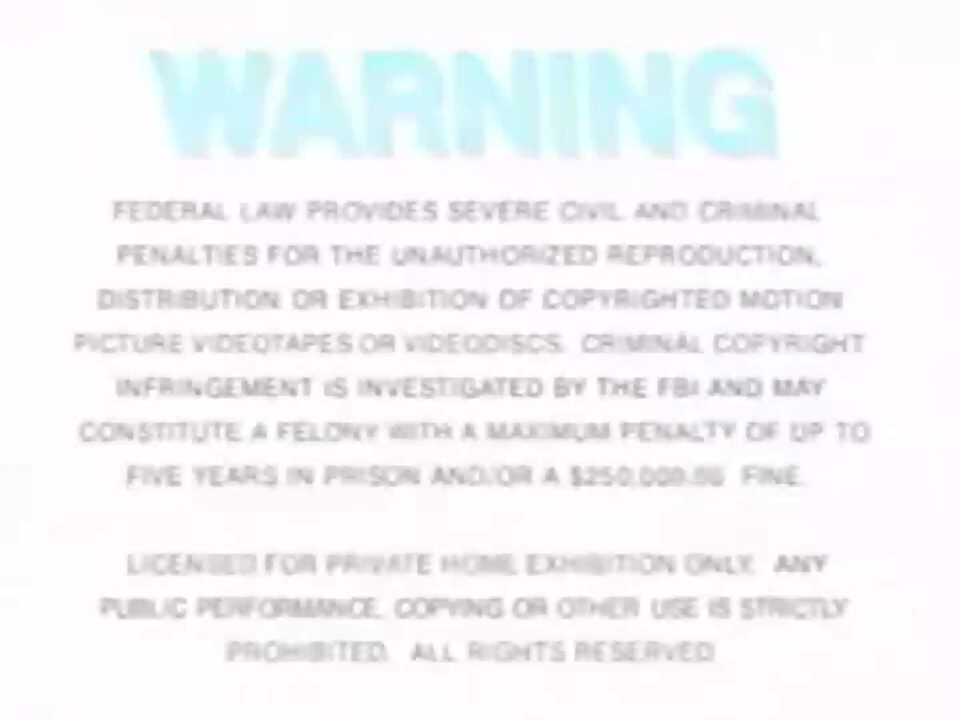 WARNING
FEDERAL LAW PROVIDES SEVERE CIVIL AND CRIMINAL
PENALTIES FOR THE UNAUTHORIZED REPRODUCTION,
DISTRIBUTION OR EXHIBITION OF COPYRIGHTED MOTION
PICTURE VIDEOTAPES OR VIDEODISCS. CRIMINAL COPYRIGHT
INFRINGEMENT IS INVESTIGATED BY THE FBI AND MAY
CONSTITUTE A FELONY WITH A MAXIMUM PENALTY OF UP TO
FIVE YEARS IN PRISON AND/OR A $250,000.00 FINE.
LICENSED FOR PRIVATE HOME EXHIBITION ONLY. ANY
PUBLIC PERFORMANCE, COPYING OR OTHER USE IS STRICTLY
PROHIBITED. ALL RIGHTS RESERVED.